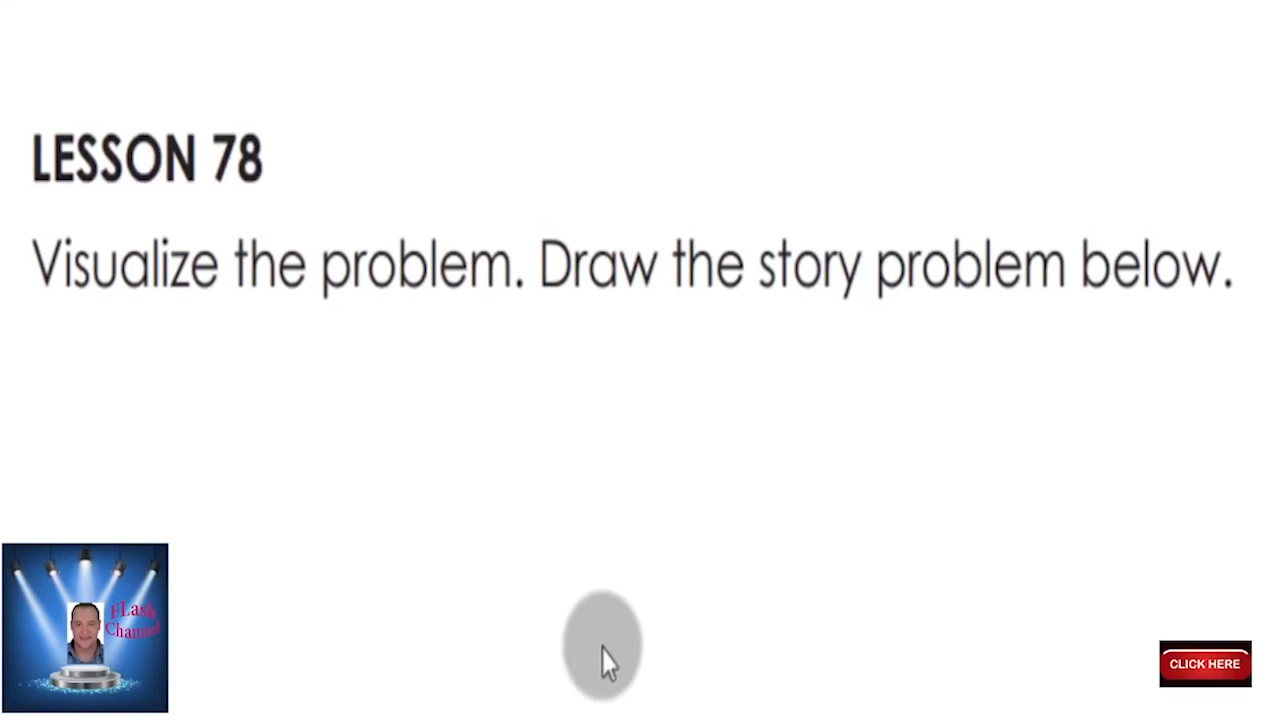 LESSON 78
Visualize the problem. Draw the story problem below.
FLash
Channel
CLICK HERE